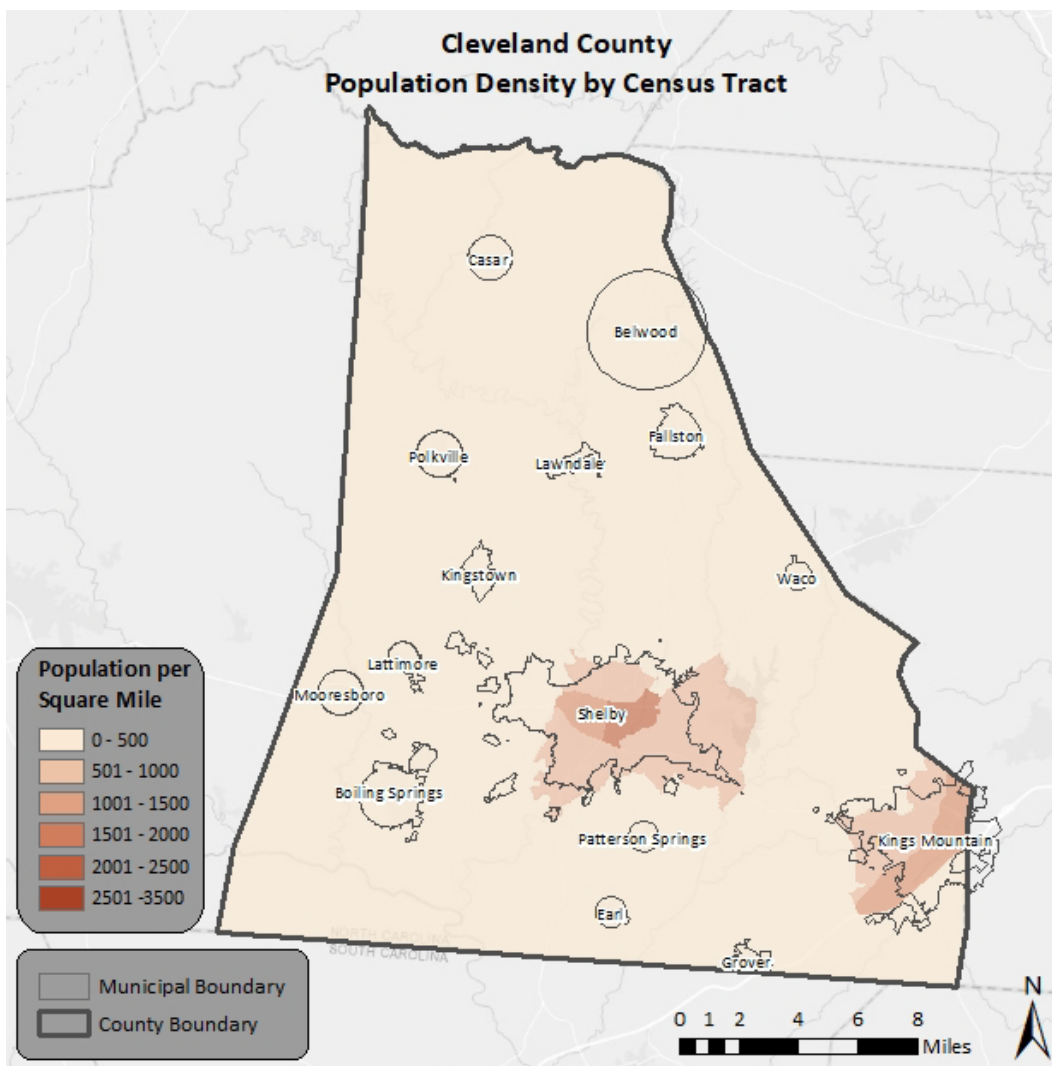 Cleveland County
Population Density by Census Tract
Casar
Belwood
Fallston
Polkville
Lawndale
Kingstown
Waco
Lattimore
Mooresboro
Shelby
Boiling Springs
Patterson Springs
Kings Mountain
Earl
Grover
NORTH CAROLINA
SOUTH CAROLINA
Population per
Square Mile
0 - 500
501 - 1000
1001 - 1500
1501 - 2000
2001 - 2500
2501 -3500
Municipal Boundary
County Boundary
0 1 2 4 6 8
Miles
N